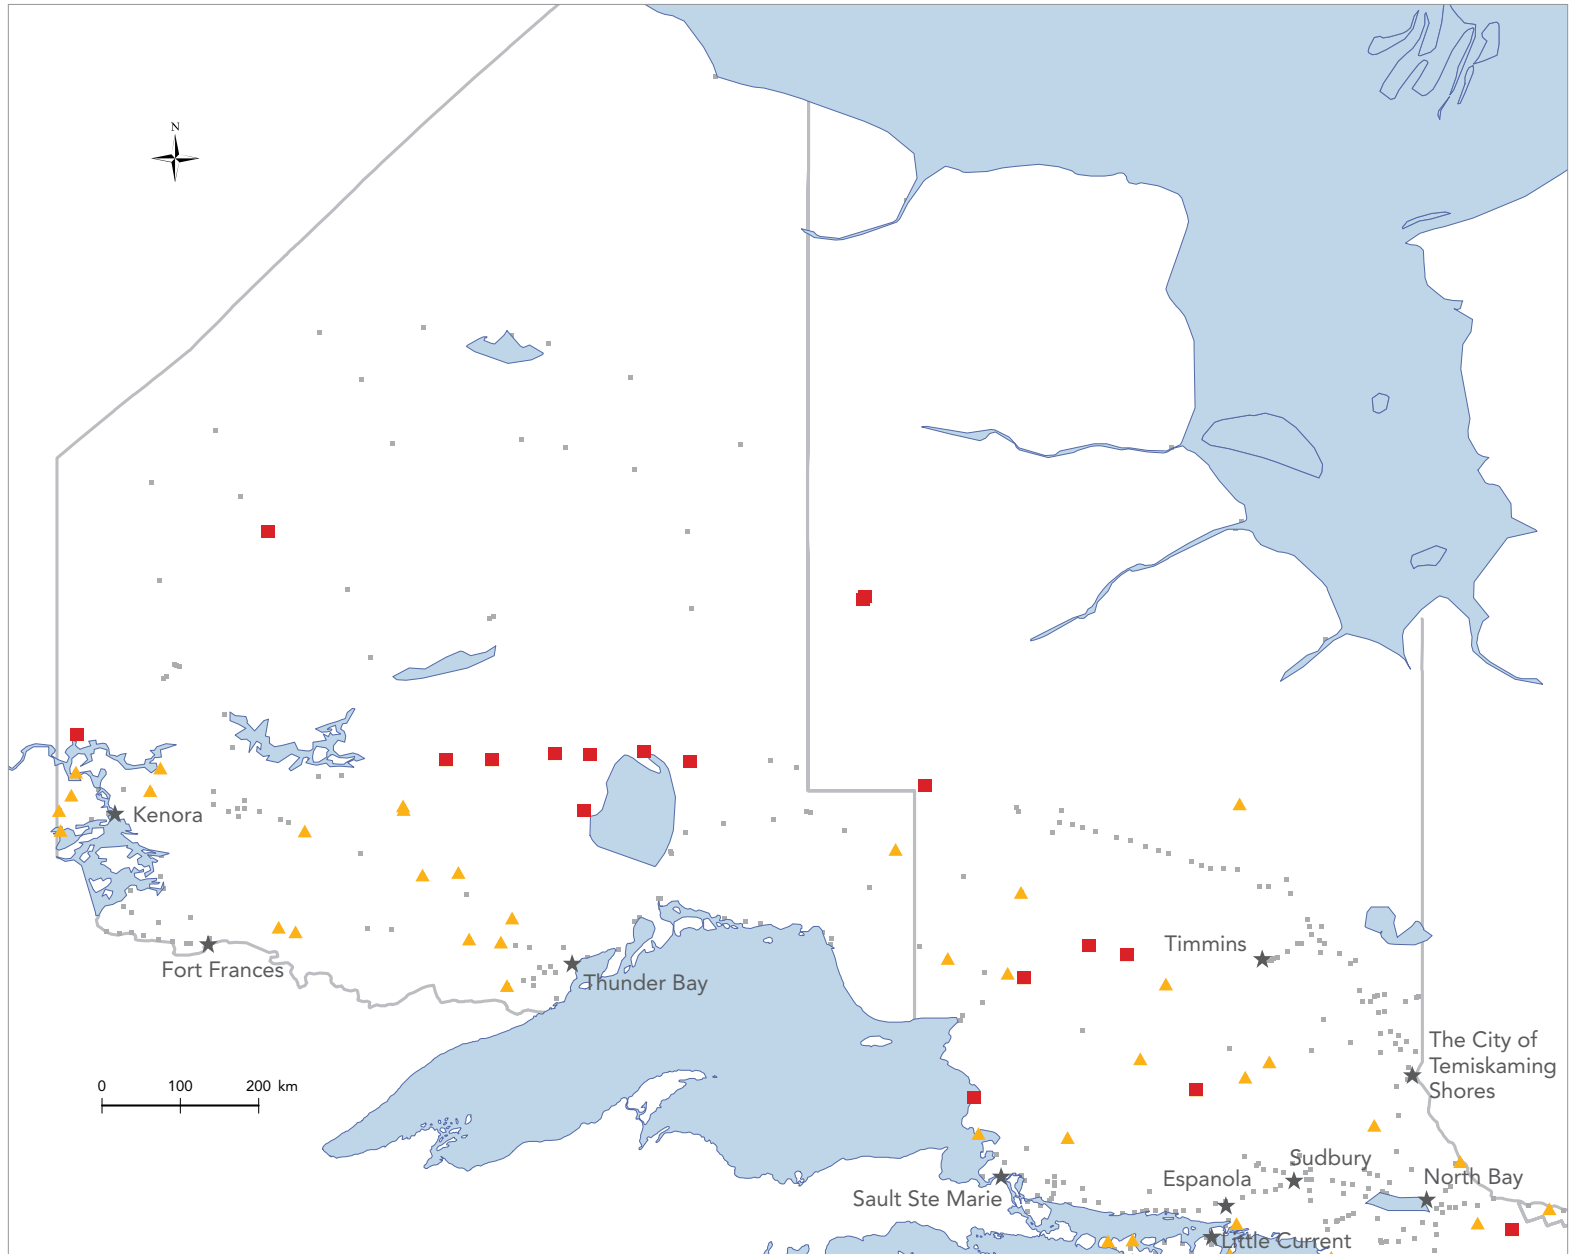 N
Kenora
Fort Frances
Thunder Bay
Timmins
0 100 200 km
The City of
Temiskaming
Shores
Sudbury
Espanola
North Bay
Sault Ste Marie
Little Current